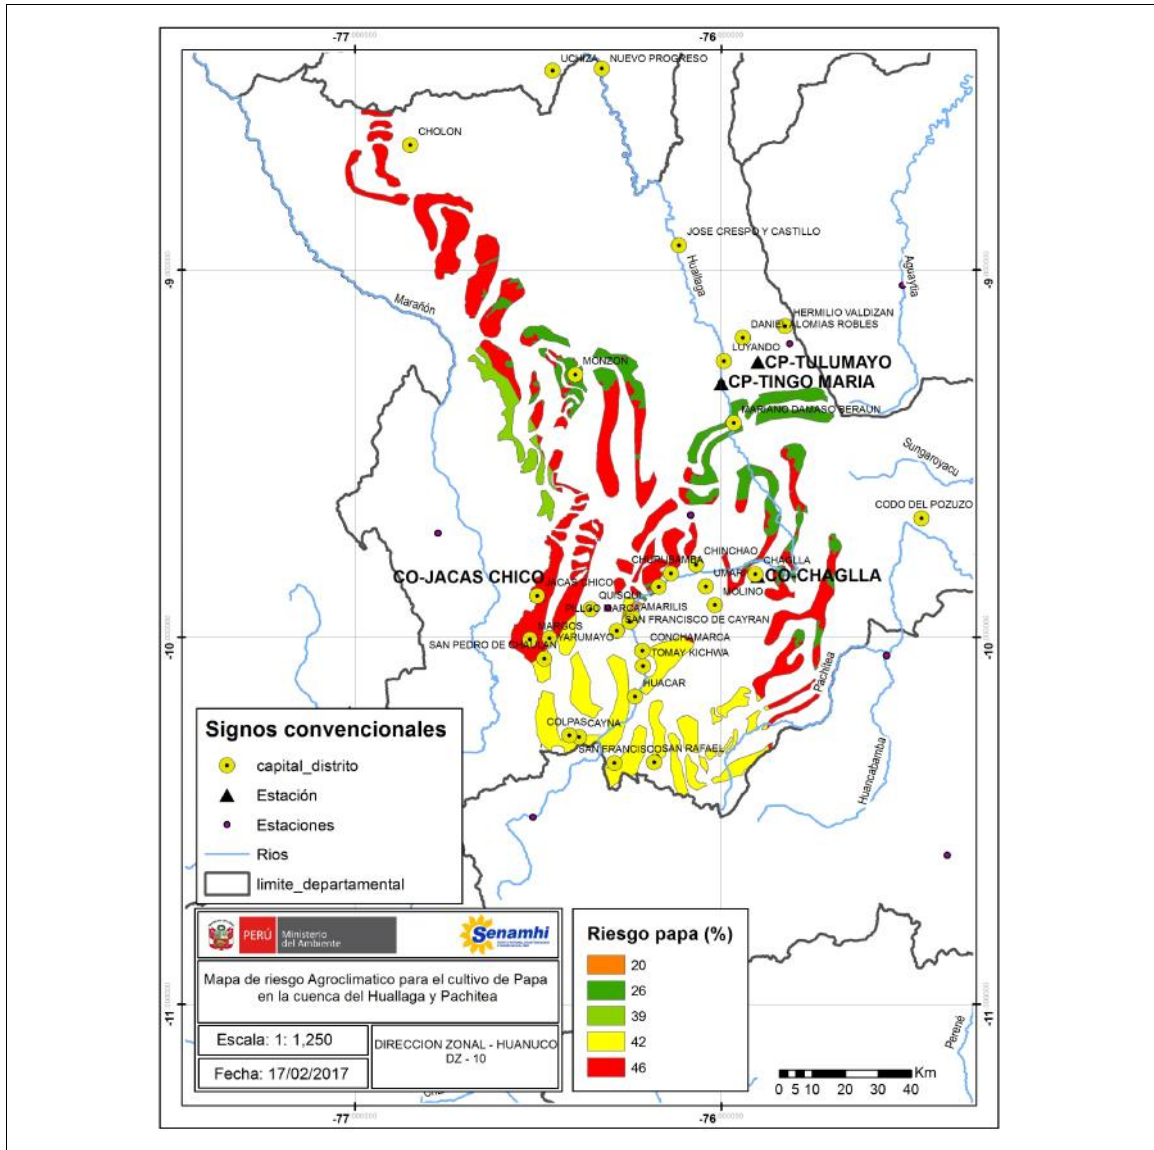 -77
-76
UCHIZA
NUEVO PROGRESO
CHOLON
JOSE CRESPO Y CASTILLO
-9
-9
Huallaga
Aguaytia
Marañón
HERMILIO VALDIZAN
DANIEL ALOMIAS ROBLES
LUYANDO
CP-TULUMAYO
MONZON
CP-TINGO MARIA
MARIANO DAMASO BERAUN
Sungaroyacu
CODO DEL POZUZO
CHINCHAO
CHURUBAMBA
CHAGLLA
CO-JACAS CHICO
JACAS CHICO
UMARI
CO-CHAGLLA
QUISQUI
MOLINO
PILLCO MARCA
AMARILIS
SAN FRANCISCO DE CAYRAN
MARGOS
-10
-10
SAN PEDRO DE CHAULAN
YARUMAYO
CONCHAMARCA
TOMAY KICHWA
Pachitea
HUACAR
COLPAS
CAYNA
SAN FRANCISCO
SAN RAFAEL
Huancabamba
Signos convencionales
capital_distrito
Estación
Estaciones
Rios
limite_departamental
PERÚ
Ministerio
del Ambiente
Senamhi
Mapa de riesgo Agroclimatico para el cultivo de Papa
en la cuenca del Huallaga y Pachitea
Escala: 1: 1,250
Fecha: 17/02/2017
DIRECCION ZONAL - HUANUCO
DZ - 10
Riesgo papa (%)
20
26
39
42
46
-11
-11
Perené
Km
0 5 10 20 30 40
-77
-76